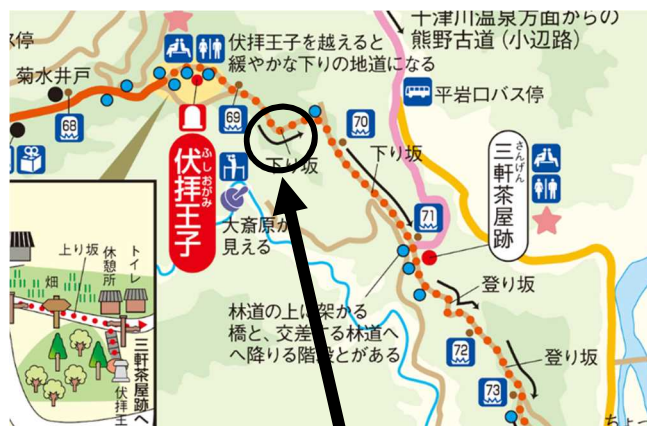 十津川温泉方面からの
熊野古道(小辺路)
バス停
伏拝王子を越えると
緩やかな下りの地道になる
菊水井戸
平岩口バス停
68
69
70
下り坂
下り坂
さんげん
三軒茶屋跡
ふしおがみ
伏拝王子
大斎原が
見える
71
上り坂
休憩所
トイレ
畑
三軒茶屋跡へ
伏拝王
林道の上に架かる
橋と、交差する林道へ
へ降りる階段とがある
登り坂
72
登り坂
73
ちょっ